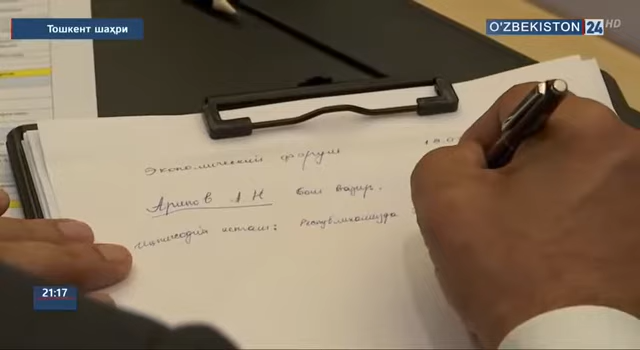 Тошкент шаҳри
O'ZBEKISTON 24 HD
Экономический форум
Арипов А Н Бош вазир.
Республикамизда
21:17